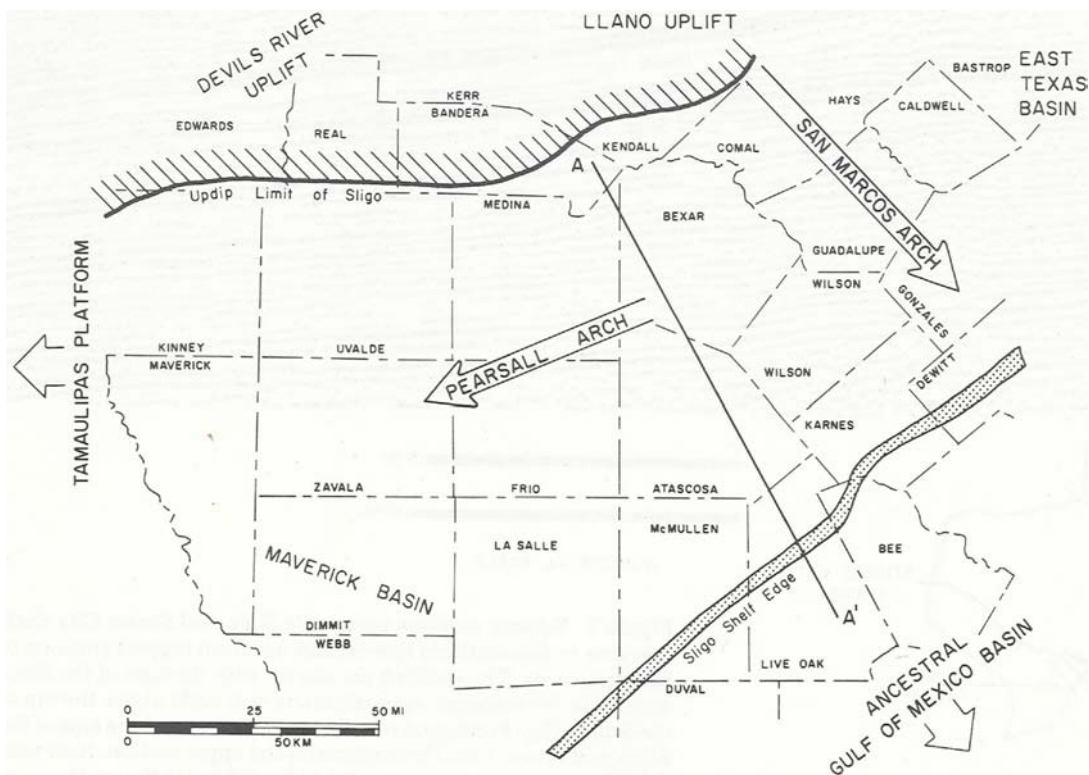 LLANO UPLIFT
DEVILS RIVER
UPLIFT
KERR
BANDERA
EDWARDS
REAL
BASTROP
EAST
TEXAS
BASIN
HAYS
CALDWELL
KENDALL
COMAL
SAN MARCOS ARCH
A
Updip Limit of Sligo
MEDINA
BEXAR
GUADALUPE
WILSON
GONZALES
DEWITT
TAMAULIPAS PLATFORM
KINNEY
MAVERICK
UVALDE
PEARSALL ARCH
WILSON
KARNES
ZAVALA
FRIO
ATASCOSA
McMULLEN
LA SALLE
BEE
MAVERICK BASIN
Sligo Shelf Edge
A'
DIMMIT
WEBB
LIVE OAK
DUVAL
ANCESTRAL
GULF OF MEXICO BASIN
0 25 50 MI
0 50 KM